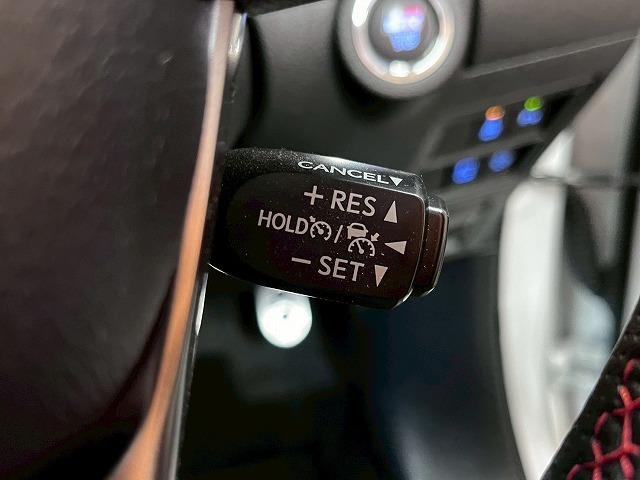 CANCEL▼
+ RES ▲
HOLD / ◀
− SET ▼